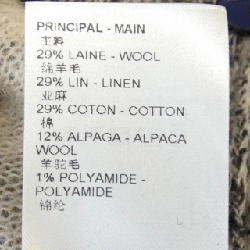 PRINCIPAL - MAIN
主料
29% LAINE - WOOL
绵羊毛
29% LIN - LINEN
亚麻
29% COTON - COTTON
棉
12% ALPAGA - ALPACA
WOOL
羊驼毛
1% POLYAMIDE -
POLYAMIDE
锦纶